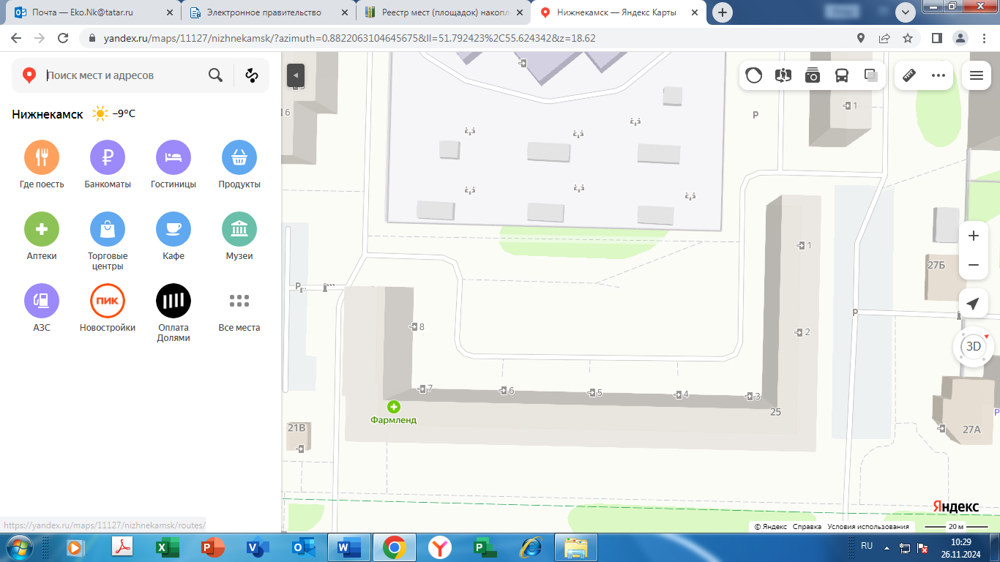 Почта — Eko.Nk@tatar.ru
Электронное правительство
Реестр мест (площадок) накопл
Нижнекамск — Яндекс Карты
yandex.ru/maps/11127/nizhnekamsk/?azimuth=0.8822063104645675&ll=51.792423%2C55.624342&z=18.62
Поиск мест и адресов
Нижнекамск
−9°C
Где поесть
Банкоматы
Гостиницы
Продукты
Аптеки
Торговые
центры
Кафе
Музеи
АЗС
ПИК
Новостройки
Оплата
Долями
Все места
6
P
1
1
27Б
P
8
P
2
3D
7
6
5
4
3
25
Фармленд
21В
27А
Яндекс
https://yandex.ru/maps/11127/nizhnekamsk/routes/
© Яндекс Справка Условия использования
20 м
RU
10:29
26.11.2024